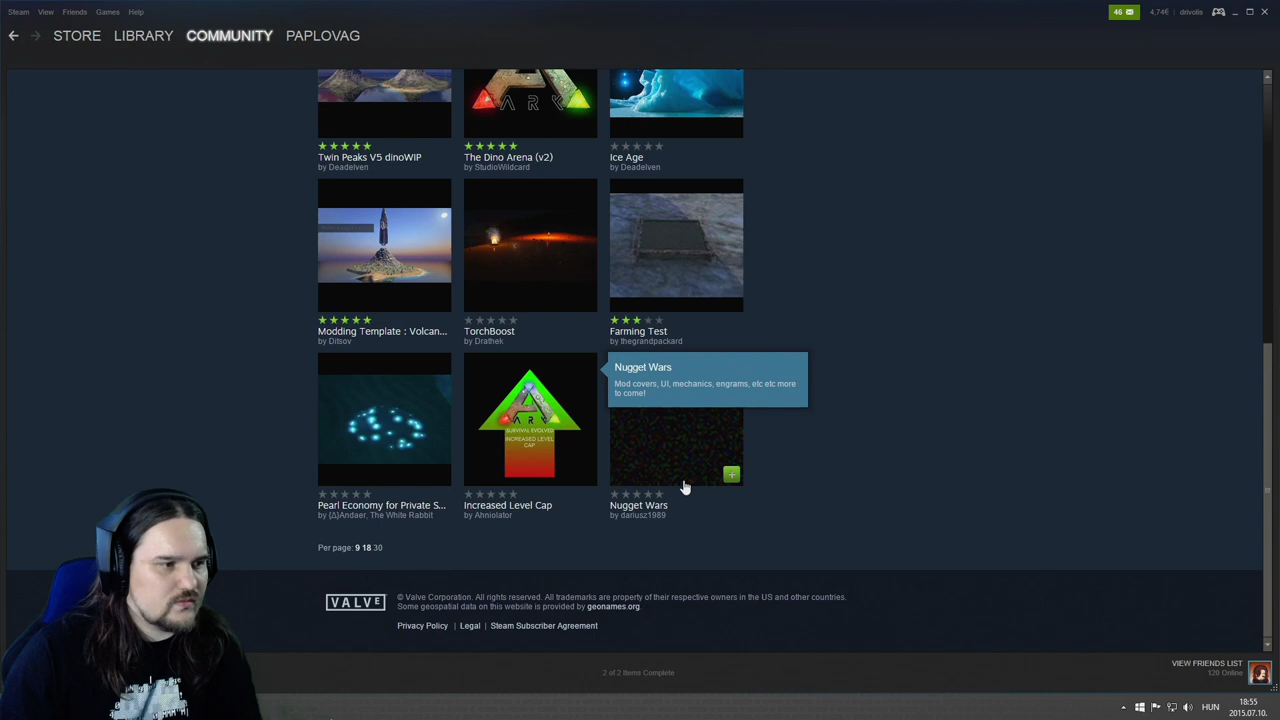 Steam View Friends Games Help
46 4,74€ drivolis
STORE LIBRARY COMMUNITY PAPLOVAG
A R K
Twin Peaks V5 dinoWIP
by Deadelven
The Dino Arena (v2)
by StudioWildcard
Ice Age
by Deadelven
Modding Template : Volcan...
by Ditsov
TorchBoost
by Drathek
Farming Test
by thegrandpackard
Nugget Wars
Mod covers, UI, mechanics, engrams, etc etc more
to come!
ARK
SURVIVAL EVOLVED
INCREASED LEVEL
CAP
Pearl Economy for Private S...
by {Δ}Andaer, The White Rabbit
Increased Level Cap
by Ahniolator
Nugget Wars
by dariusz1989
Per page: 9 18 30
VALVE
© Valve Corporation. All rights reserved. All trademarks are property of their respective owners in the US and other countries.
Some geospatial data on this website is provided by geonames.org.
Privacy Policy | Legal | Steam Subscriber Agreement
2 of 2 Items Complete
VIEW FRIENDS LIST
120 Online
HUN
18:55
2015.07.10.